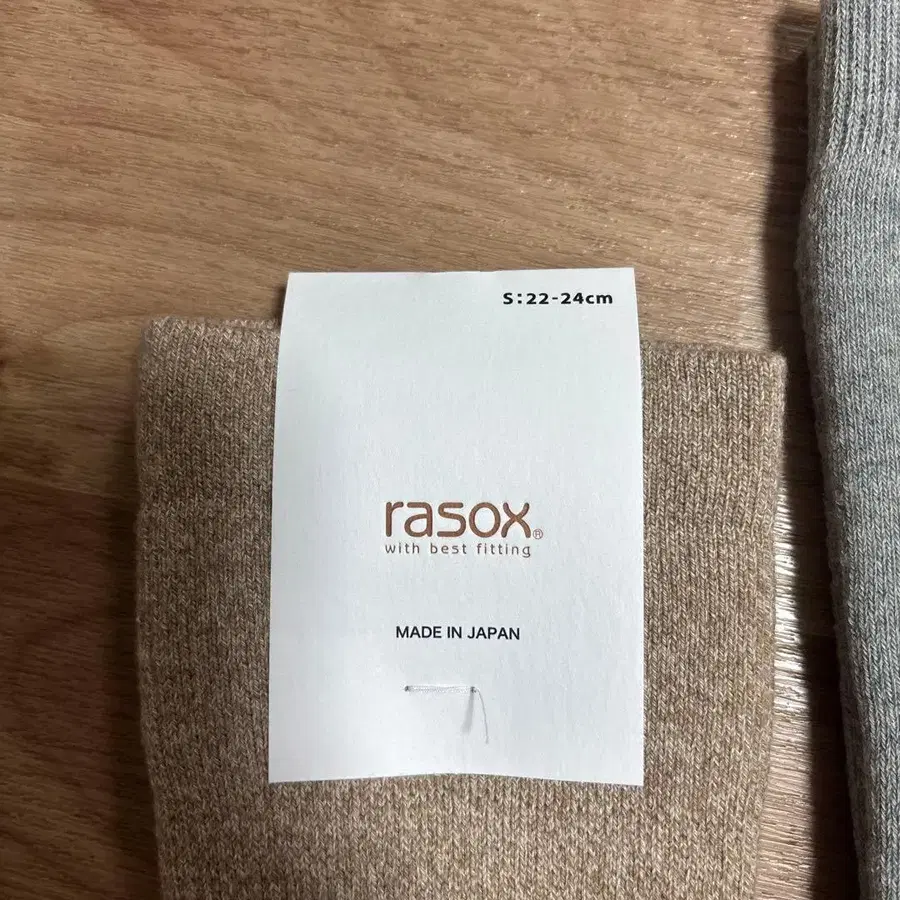 S:22-24cm
rasox®
with best fitting
MADE IN JAPAN